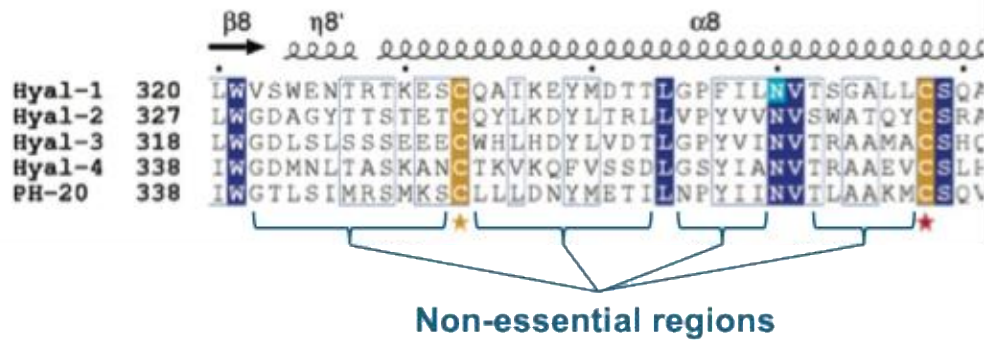 β8 η8' α8
Hyal-1 320 LWVSWENTRTKESCQAIKEYMDTTLGPFILNVTSGALLCSQA
Hyal-2 327 LWGDAGYTTSTETCQYLKDYLTRLLVPYVVNVSWATQYCSRA
Hyal-3 318 LWGDLSLSSSEEECWHLHDYLVDTLGPYVINVTRAAMACSHQ
Hyal-4 338 IWGDMNLTASKANCTKVKQFVSSDLGSYIANVTRAAEVCSLH
PH-20 338 IWGTLSIMRSMKSCLLLDNYMETILNPYIINVTLAAKMCSQV
Non-essential regions